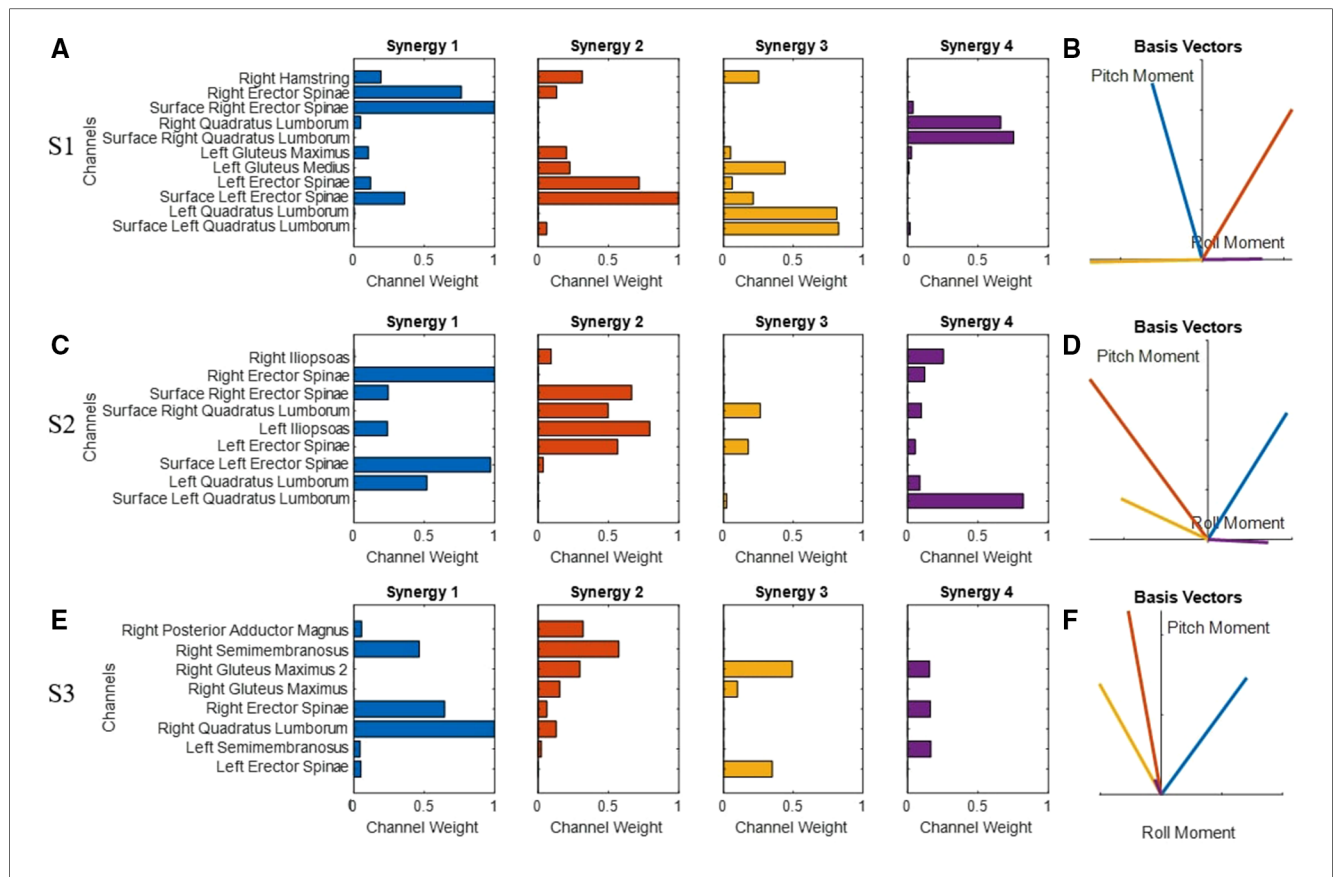 A
Synergy 1
Synergy 2
Synergy 3
Synergy 4
B
Basis Vectors
S1
Channels
Right Hamstring
Right Erector Spinae
Surface Right Erector Spinae
Right Quadratus Lumborum
Surface Right Quadratus Lumborum
Left Gluteus Maximus
Left Gluteus Medius
Left Erector Spinae
Surface Left Erector Spinae
Left Quadratus Lumborum
Surface Left Quadratus Lumborum
0 0.5 1
0 0.5 1
0 0.5 1
0 0.5 1
Channel Weight
Channel Weight
Channel Weight
Channel Weight
Pitch Moment
Roll Moment
C
Synergy 1
Synergy 2
Synergy 3
Synergy 4
D
Basis Vectors
S2
Channels
Right Iliopsoas
Right Erector Spinae
Surface Right Erector Spinae
Surface Right Quadratus Lumborum
Left Iliopsoas
Left Erector Spinae
Surface Left Erector Spinae
Left Quadratus Lumborum
Surface Left Quadratus Lumborum
0 0.5 1
0 0.5 1
0 0.5 1
0 0.5 1
Channel Weight
Channel Weight
Channel Weight
Channel Weight
Pitch Moment
Roll Moment
E
Synergy 1
Synergy 2
Synergy 3
Synergy 4
F
Basis Vectors
S3
Channels
Right Posterior Adductor Magnus
Right Semimembranosus
Right Gluteus Maximus 2
Right Gluteus Maximus
Right Erector Spinae
Right Quadratus Lumborum
Left Semimembranosus
Left Erector Spinae
0 0.5 1
0 0.5 1
0 0.5 1
0 0.5 1
Channel Weight
Channel Weight
Channel Weight
Channel Weight
Pitch Moment
Roll Moment